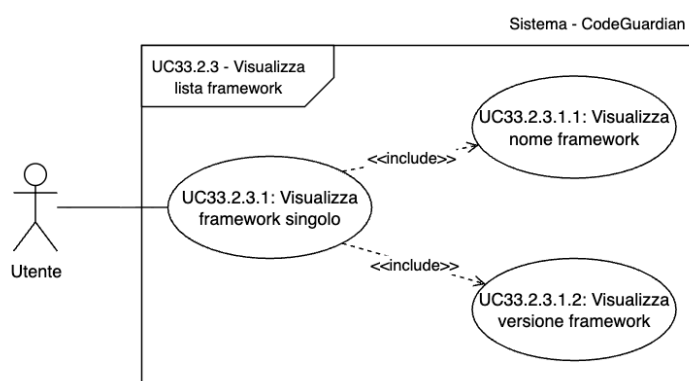 Sistema - CodeGuardian
UC33.2.3 - Visualizza
lista framework
UC33.2.3.1.1: Visualizza
nome framework
<<include>>
UC33.2.3.1: Visualizza
framework singolo
Utente
<<include>>
UC33.2.3.1.2: Visualizza
versione framework